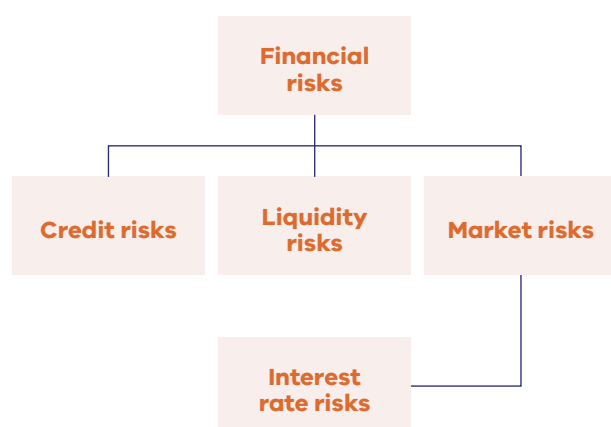 Financial
risks
Credit risks
Liquidity
risks
Market risks
Interest
rate risks